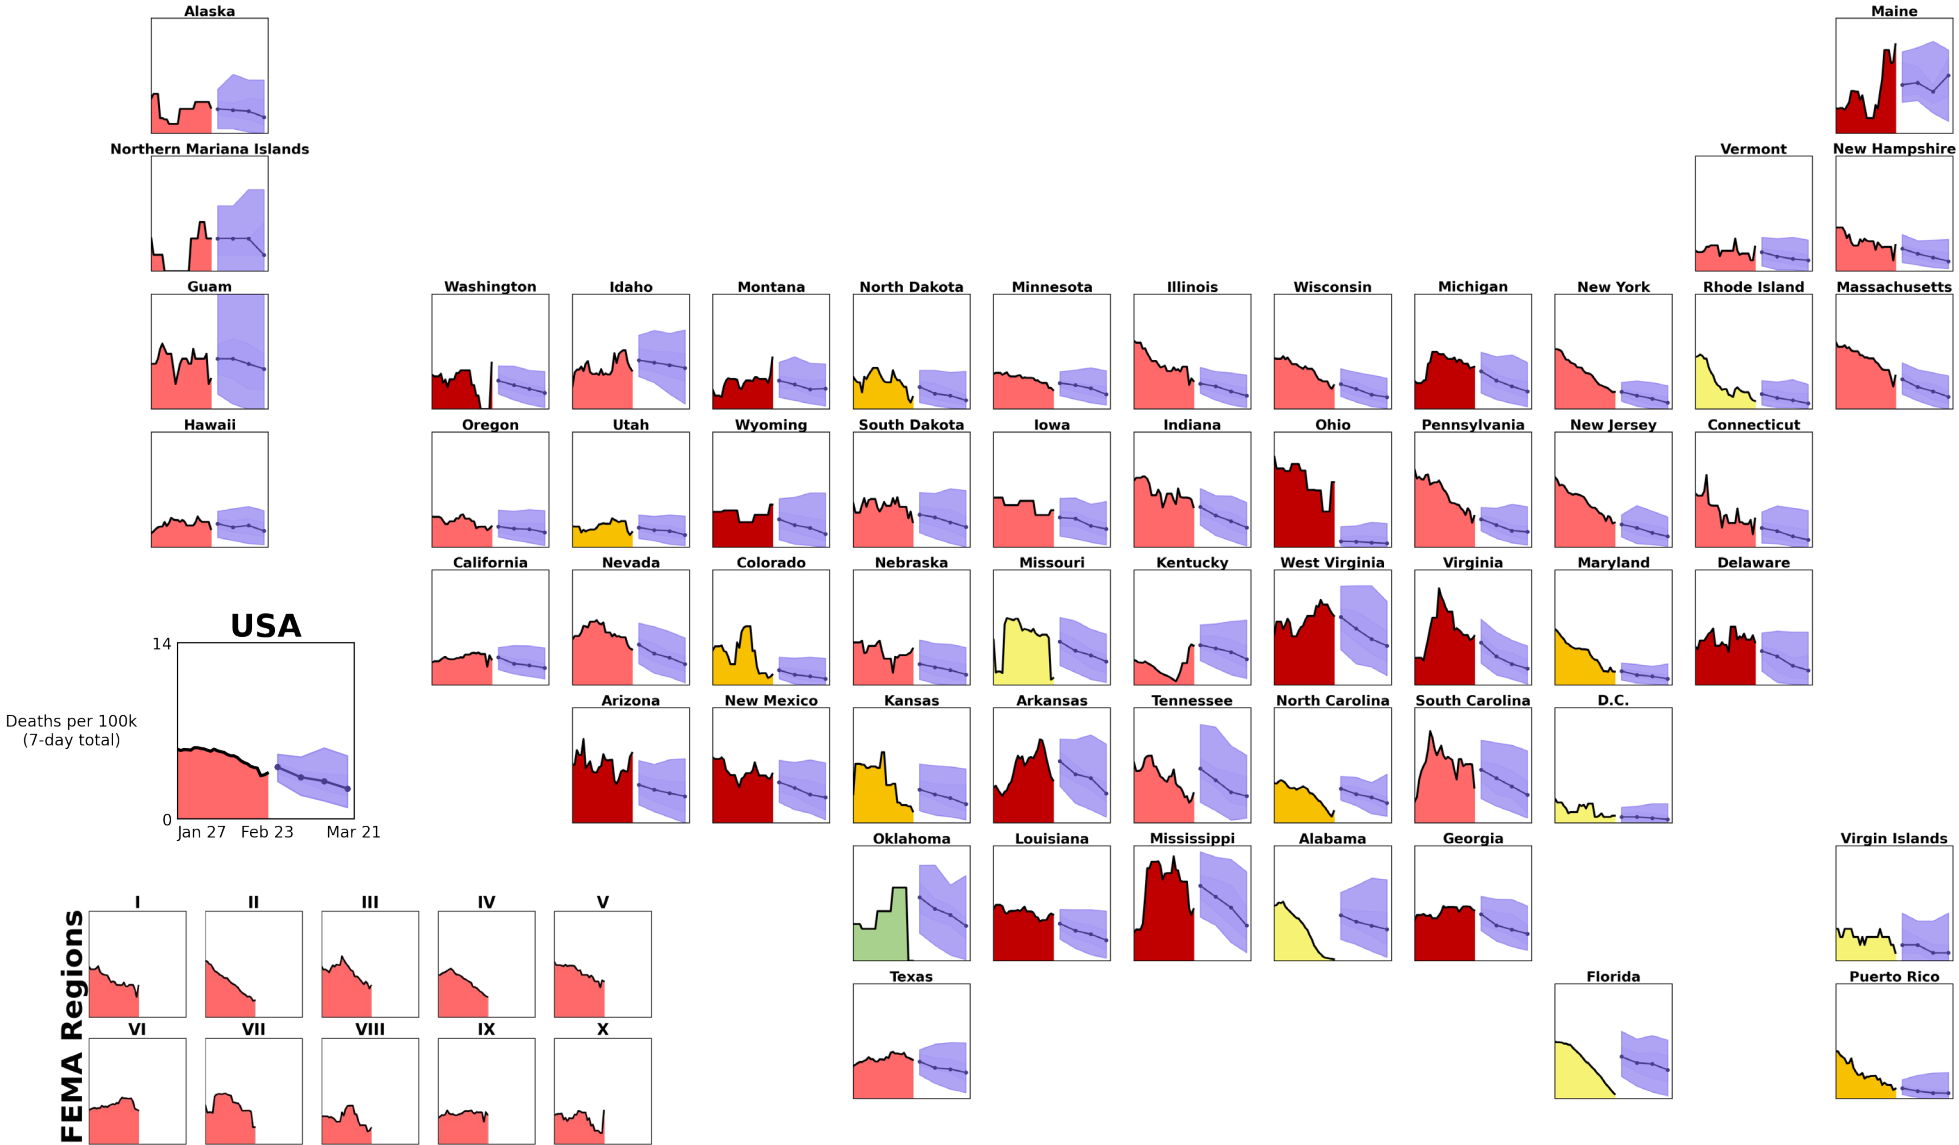 Alaska
Maine
Northern Mariana Islands
Vermont
New Hampshire
Guam
Washington
Idaho
Montana
North Dakota
Minnesota
Illinois
Wisconsin
Michigan
New York
Rhode Island
Massachusetts
Hawaii
Oregon
Utah
Wyoming
South Dakota
Iowa
Indiana
Ohio
Pennsylvania
New Jersey
Connecticut
California
Nevada
Colorado
Nebraska
Missouri
Kentucky
West Virginia
Virginia
Maryland
Delaware
USA
14
Deaths per 100k
(7-day total)
0
Jan 27
Feb 23
Mar 21
Arizona
New Mexico
Kansas
Arkansas
Tennessee
North Carolina
South Carolina
D.C.
Oklahoma
Louisiana
Mississippi
Alabama
Georgia
Virgin Islands
Texas
Florida
Puerto Rico
FEMA Regions
I
II
III
IV
V
VI
VII
VIII
IX
X